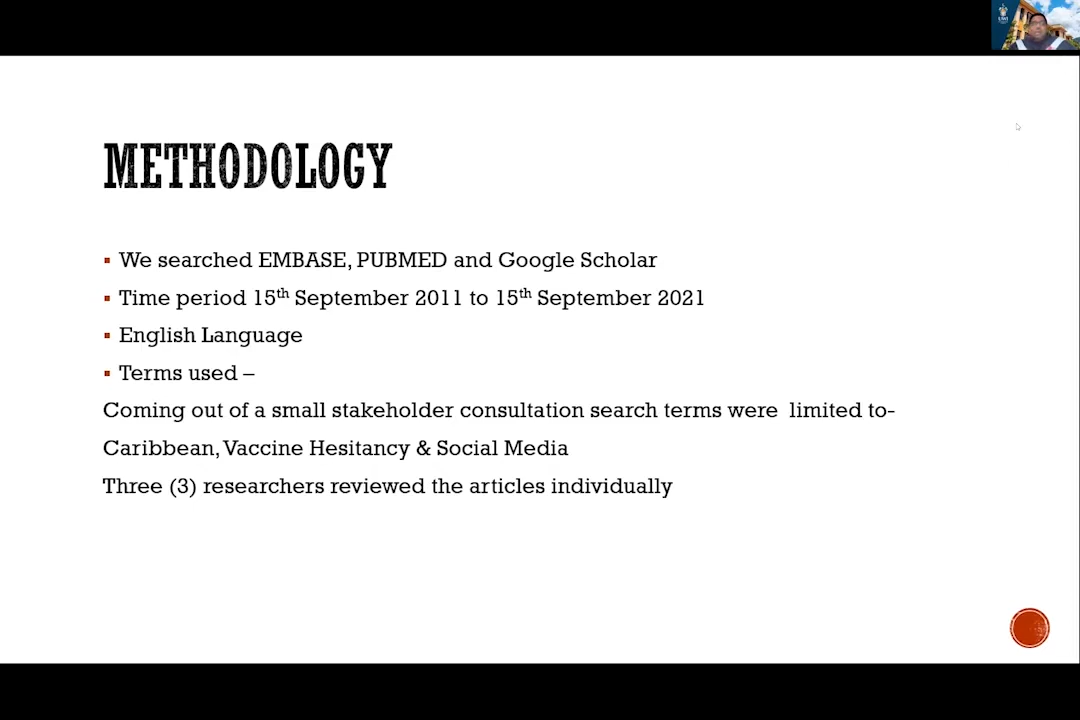 METHODOLOGY
▪ We searched EMBASE, PUBMED and Google Scholar
▪ Time period 15th September 2011 to 15th September 2021
▪ English Language
▪ Terms used –
Coming out of a small stakeholder consultation search terms were limited to-
Caribbean, Vaccine Hesitancy & Social Media
Three (3) researchers reviewed the articles individually